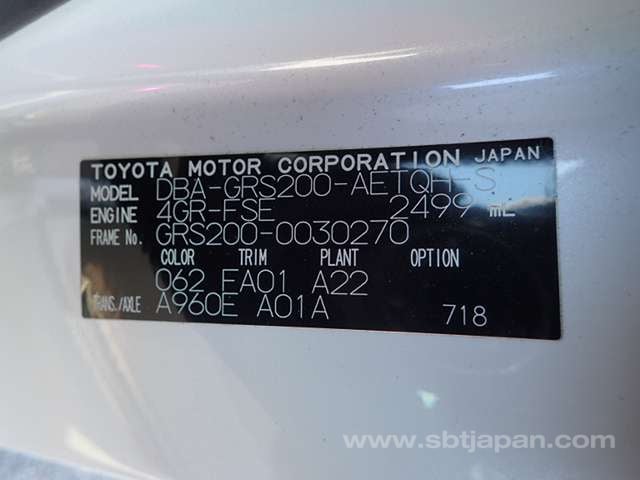 TOYOTA MOTOR CORPORATION JAPAN
MODEL DBA-GRS200-AETQH-S
ENGINE 4GR-FSE 2499 mL
FRAME No. GRS200-0030270
COLOR TRIM PLANT OPTION
062 FA01 A22
TRANS./AXLE A960E A01A 718
www.sbtjapan.com